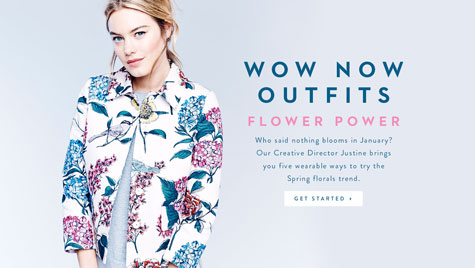 WOW NOW
OUTFITS
FLOWER POWER
Who said nothing blooms in January?
Our Creative Director Justine brings
you five wearable ways to try the
Spring florals trend.
GET STARTED ›